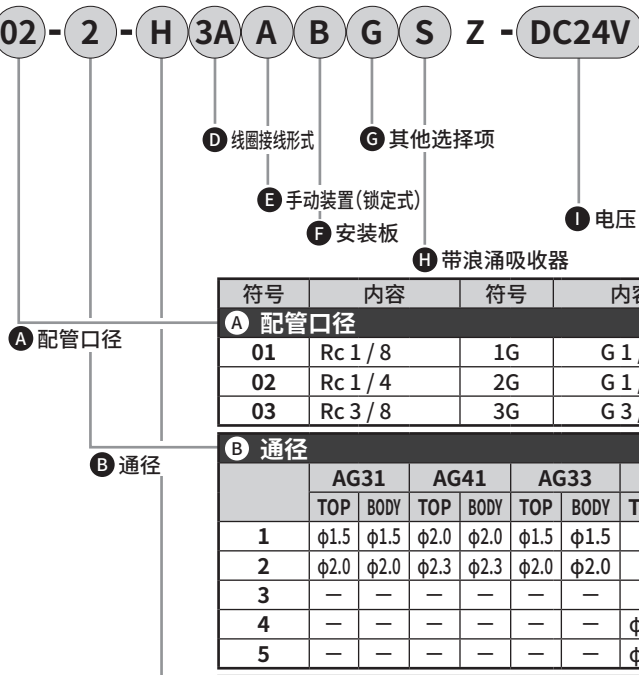 02 - 2 - H 3A A B G S Z - DC24V
D 线圈接线形式
G 其他选择项
E 手动装置(锁定式)
I 电压
F 安装板
H 带浪涌吸收器
A 配管口径
B 通径
符号 内容 符号
A 配管口径
01 Rc 1 / 8 1G G 1
02 Rc 1 / 4 2G G 1
03 Rc 3 / 8 3G G 3
B 通径
AG31 AG41 AG33
TOP BODY TOP BODY TOP BODY
1 φ1.5 φ1.5 φ2.0 φ2.0 φ1.5 φ1.5
2 φ2.0 φ2.0 φ2.3 φ2.3 φ2.0 φ2.0
3 — — — — — —
4 — — — — — — φ
5 — — — — — — φ